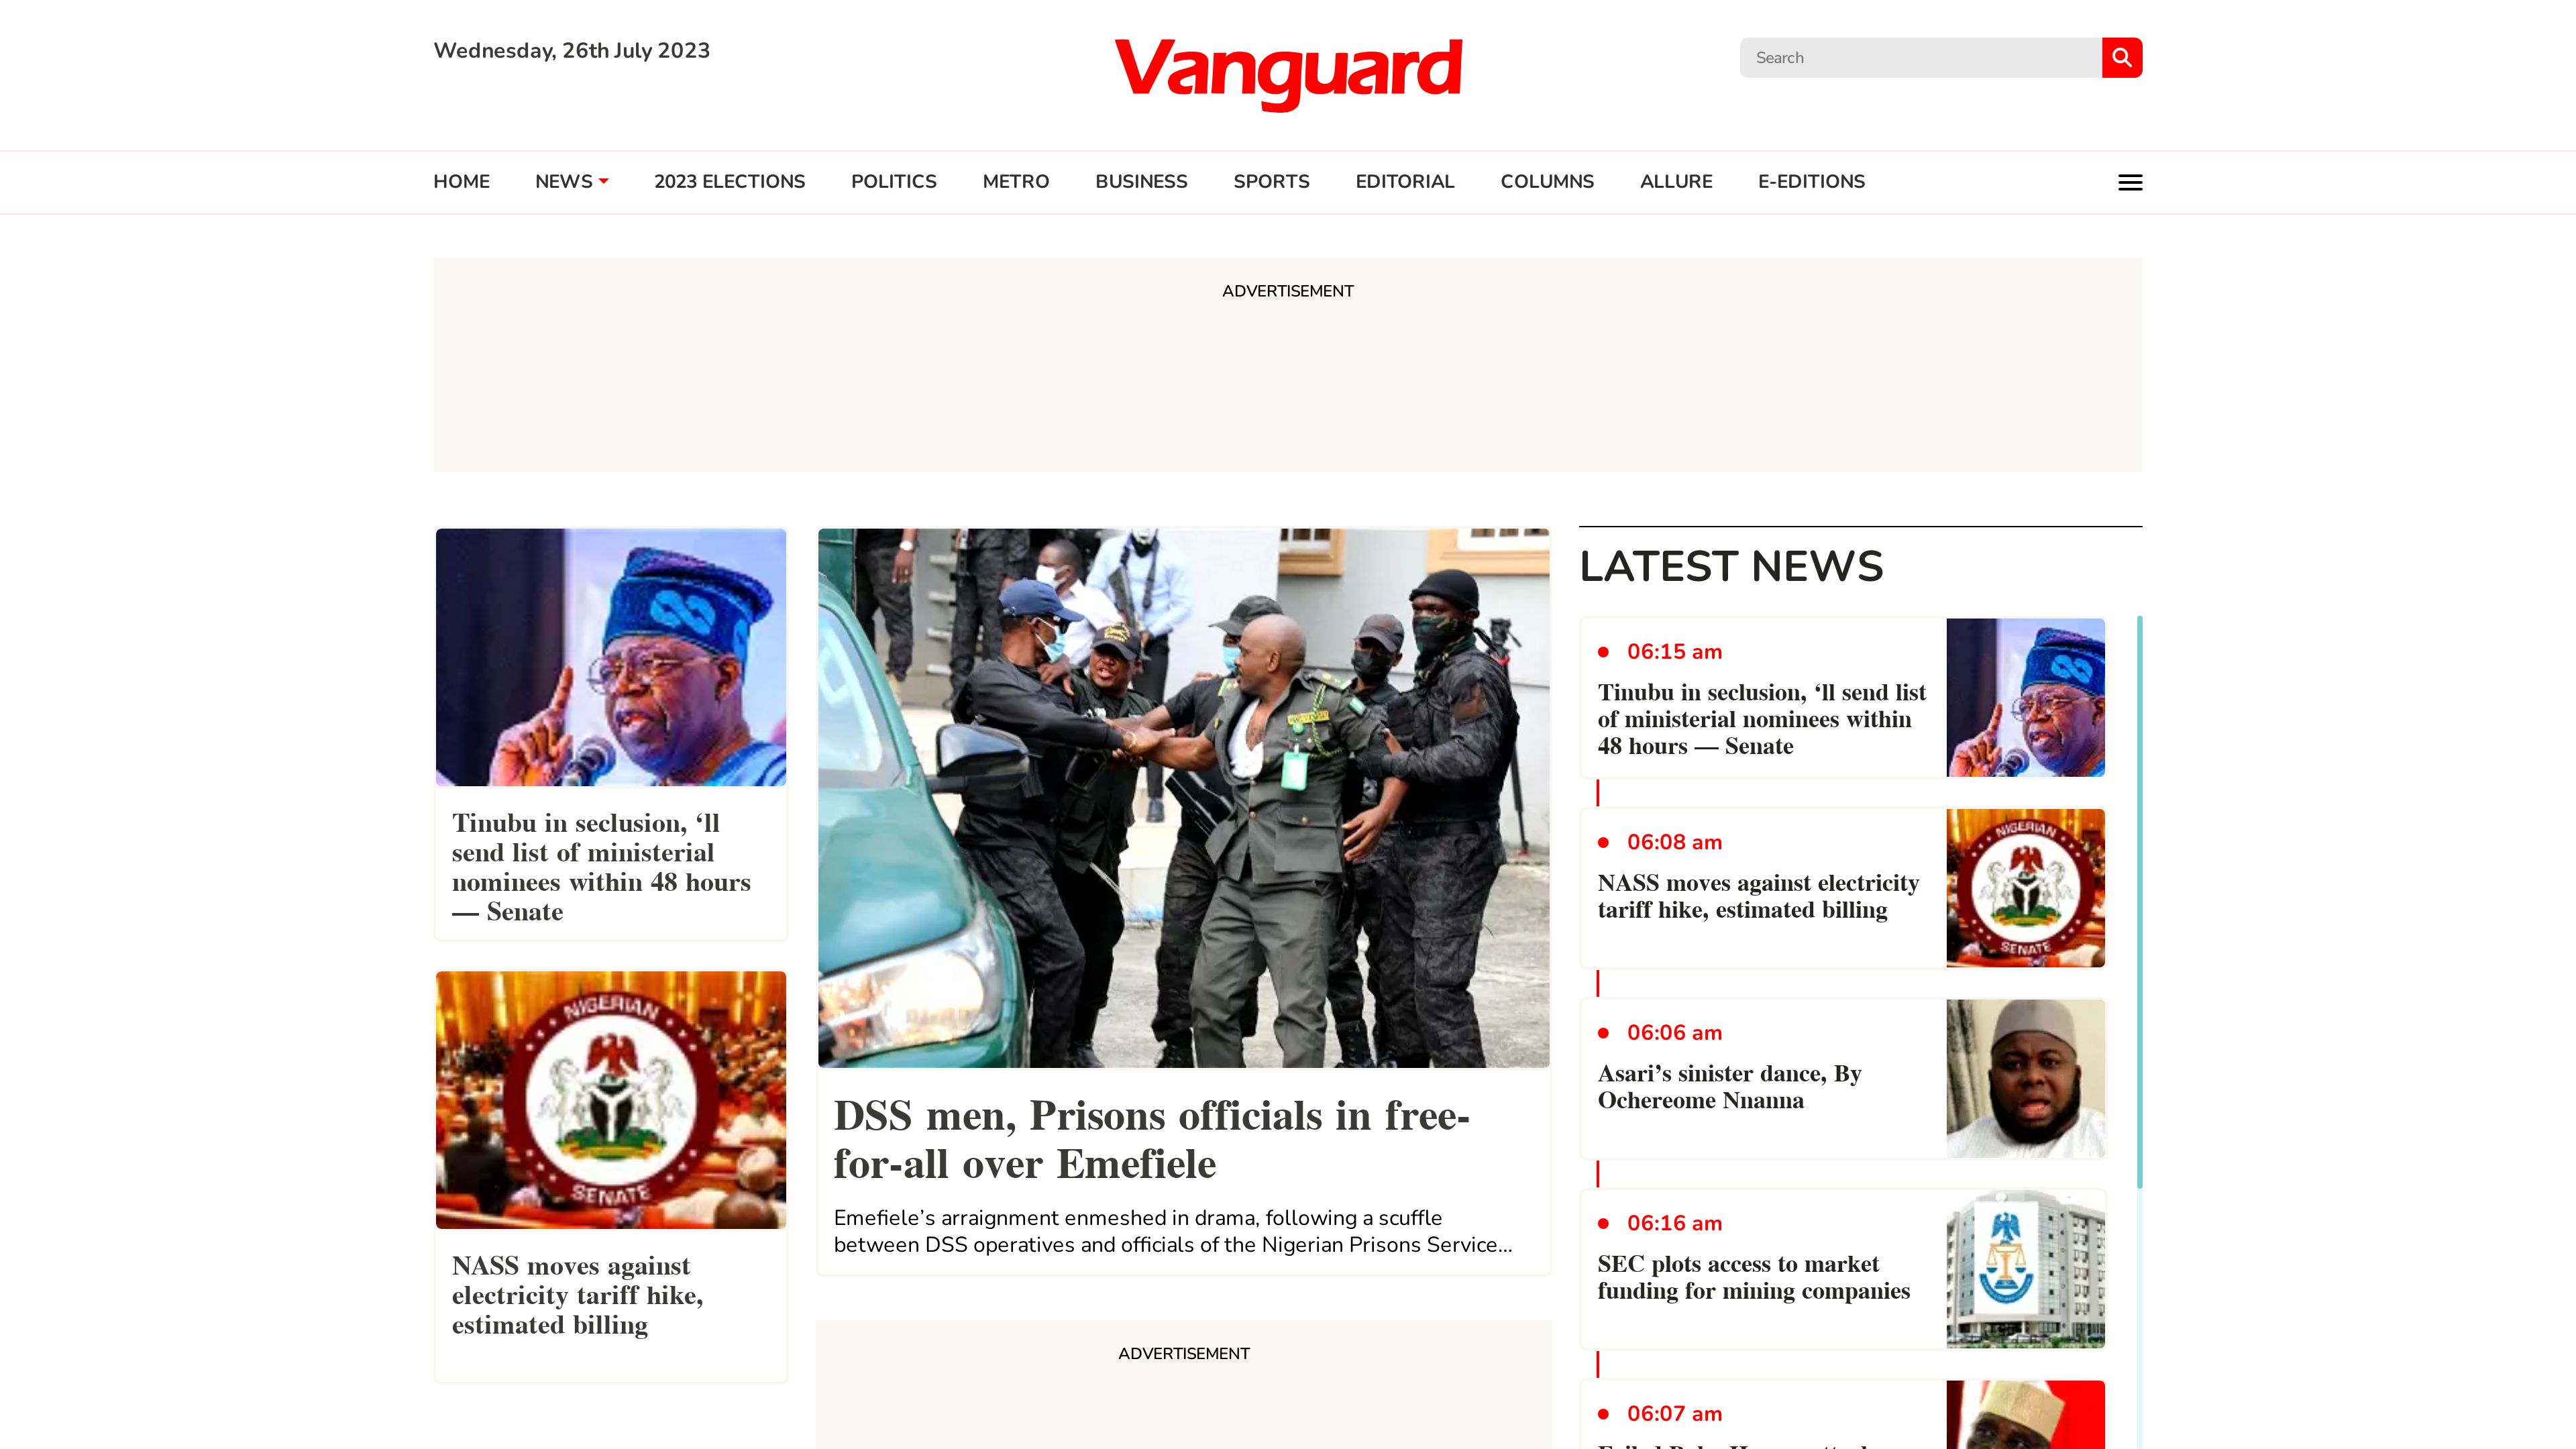 Wednesday, 26th July 2023
Vanguard
Search
HOME
NEWS
2023 ELECTIONS
POLITICS
METRO
BUSINESS
SPORTS
EDITORIAL
COLUMNS
ALLURE
E-EDITIONS
ADVERTISEMENT
Tinubu in seclusion, ‘ll
send list of ministerial
nominees within 48 hours
— Senate
NIGERIAN
SENATE
NASS moves against
electricity tariff hike,
estimated billing
DSS men, Prisons officials in free-
for-all over Emefiele
Emefiele’s arraignment enmeshed in drama, following a scuffle
between DSS operatives and officials of the Nigerian Prisons Service...
ADVERTISEMENT
LATEST NEWS
06:15 am
Tinubu in seclusion, ‘ll send list
of ministerial nominees within
48 hours — Senate
06:08 am
NASS moves against electricity
tariff hike, estimated billing
NIGERIAN
SENATE
06:06 am
Asari’s sinister dance, By
Ochereome Nnanna
06:16 am
SEC plots access to market
funding for mining companies
06:07 am